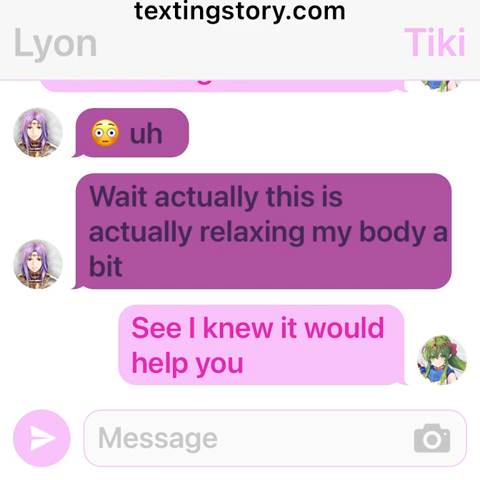 textingstory.com
Lyon Tiki
😳 uh
Wait actually this is
actually relaxing my body a
bit
See I knew it would
help you
Message